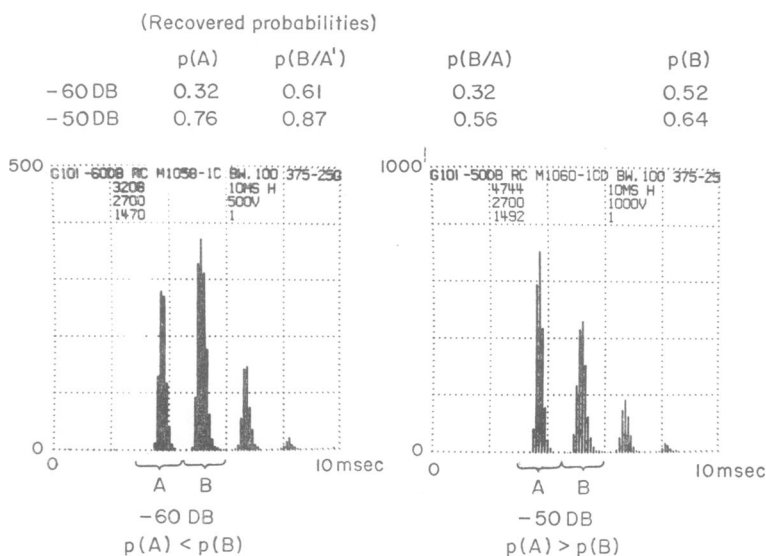 (Recovered probabilities)
p(A) p(B/A') p(B/A) p(B)
-60 DB 0.32 0.61 0.32 0.52
-50 DB 0.76 0.87 0.56 0.64
500
G101 -60DB RC M1058-1C BW.100 375-25G
3208 10MS H
2700 500V
1470 1
0
0 10 msec
A B
-60 DB
p(A) < p(B)
1000
G101 -50DB RC M1060-1CD BW.100 375-25
4744 10MS H
2700 1000V
1492 1
0
0 10 msec
A B
-50 DB
p(A) > p(B)